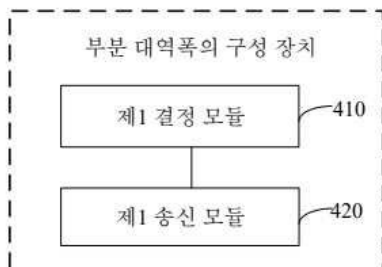 부분 대역폭의 구성 장치
제1 결정 모듈
410
제1 송신 모듈
420